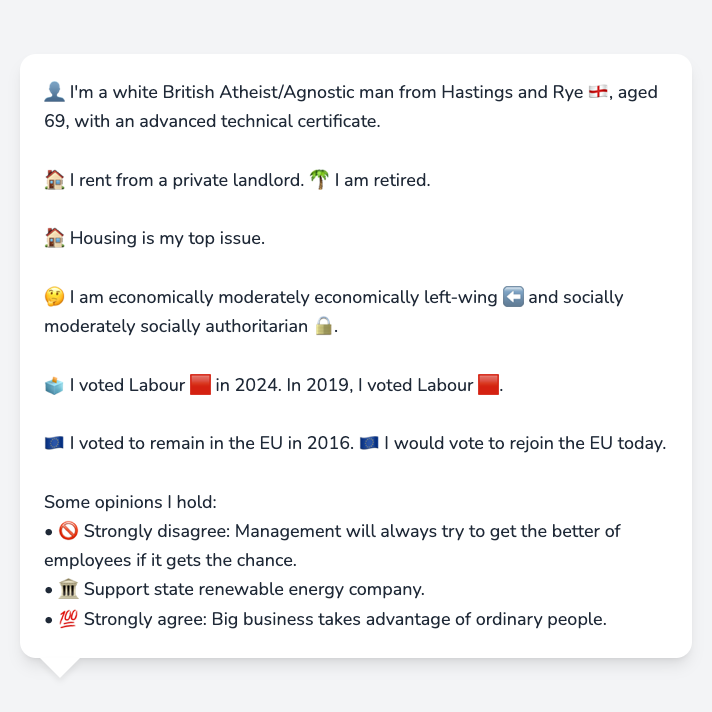 👤 I'm a white British Atheist/Agnostic man from Hastings and Rye 🏴󠁧󠁢󠁥󠁮󠁧󠁿, aged
69, with an advanced technical certificate.
🏠 I rent from a private landlord. 🌴 I am retired.
🏠 Housing is my top issue.
🤔 I am economically moderately economically left-wing ⬅️ and socially
moderately socially authoritarian 🔒.
🗳️ I voted Labour 🟥 in 2024. In 2019, I voted Labour 🟥.
🇪🇺 I voted to remain in the EU in 2016. 🇪🇺 I would vote to rejoin the EU today.
Some opinions I hold:
• 🚫 Strongly disagree: Management will always try to get the better of
employees if it gets the chance.
• 🏛️ Support state renewable energy company.
• 💯 Strongly agree: Big business takes advantage of ordinary people.